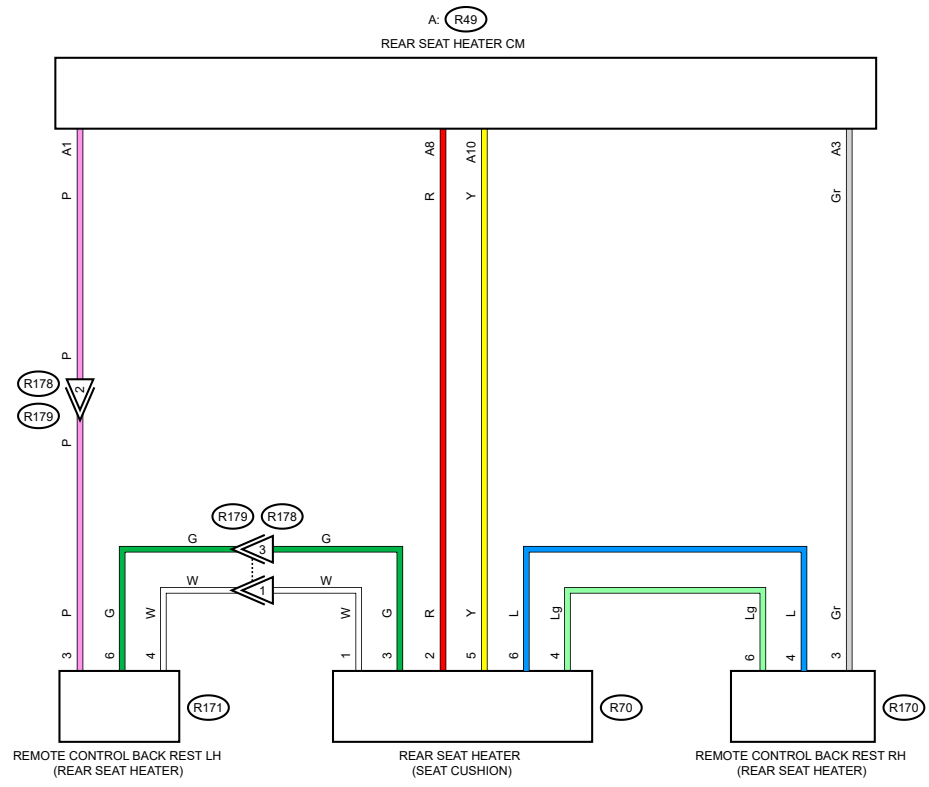 A: R49
REAR SEAT HEATER CM
A1 A8 A10 A3
P R Y Gr
P
R178 2
R179
P
R179 R178
G 3 G
W 1 W
P G W W G R Y L Lg Lg L Gr
3 6 4 1 3 2 5 6 4 6 4 3
R171 R70 R170
REMOTE CONTROL BACK REST LH
(REAR SEAT HEATER)
REAR SEAT HEATER
(SEAT CUSHION)
REMOTE CONTROL BACK REST RH
(REAR SEAT HEATER)